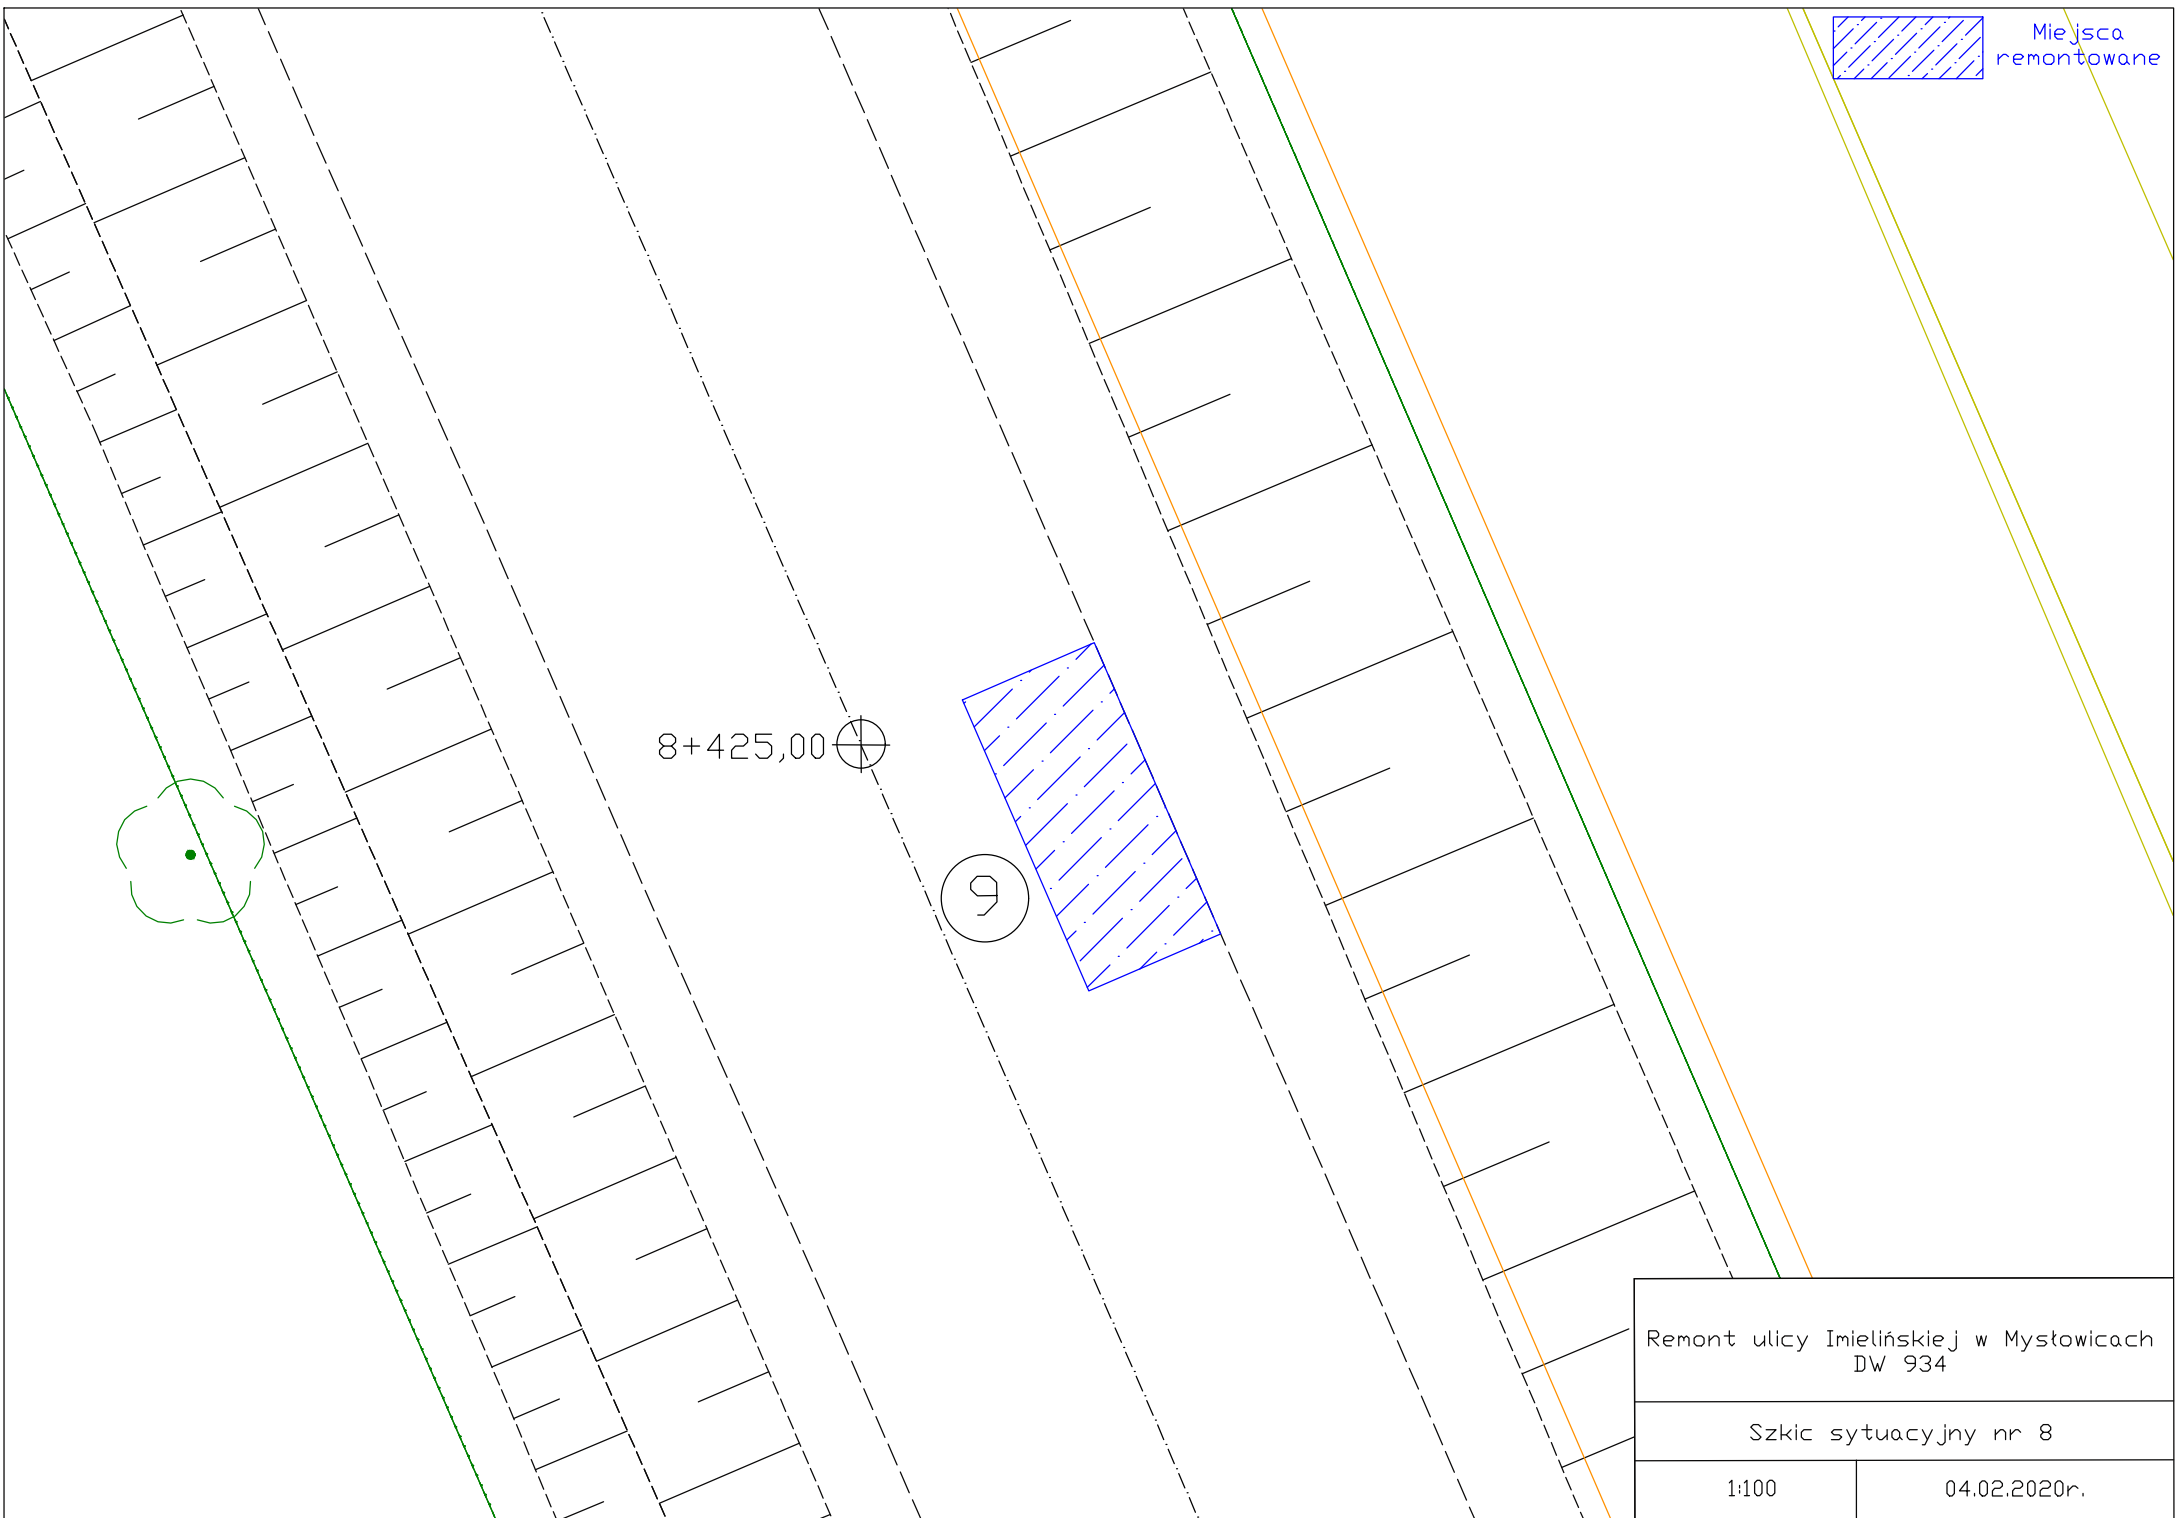 Miejsca
remontowane
8+425,00
9
Remont ulicy Imielińskiej w Mysłowicach
DW 934
Szkic sytuacyjny nr 8
1:100
04.02.2020r.